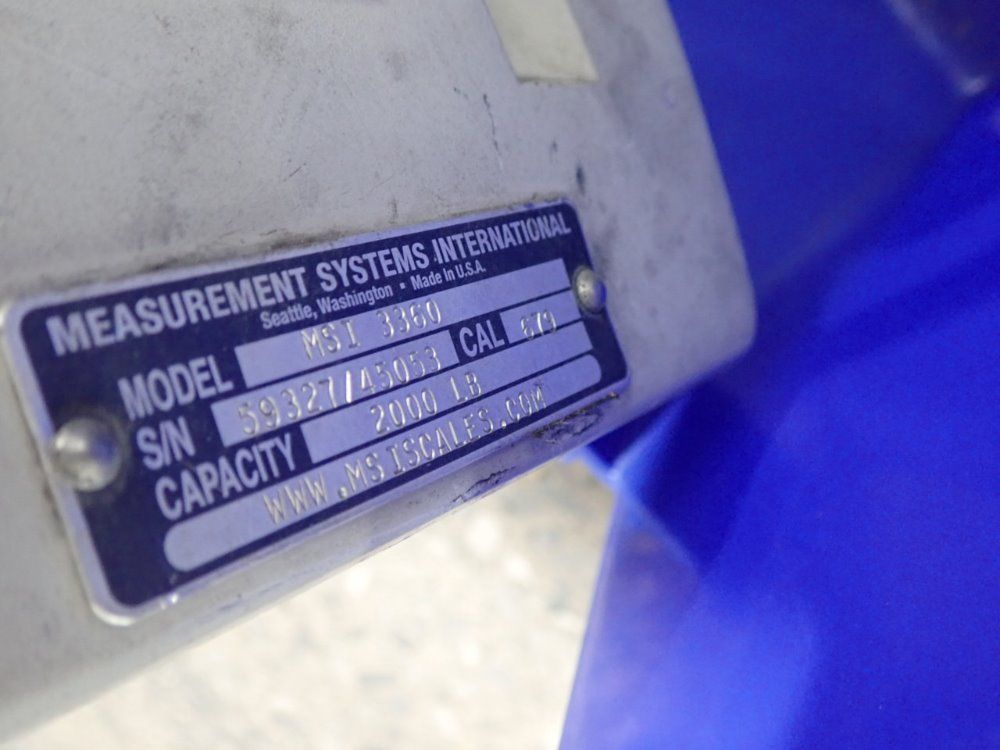 MEASUREMENT SYSTEMS INTERNATIONAL
Seattle, Washington ▪ Made In U.S.A.
MODEL MSI 3360
S/N 59327/45053 CAL 679
CAPACITY 2000 LB
WWW.MSISCALES.COM